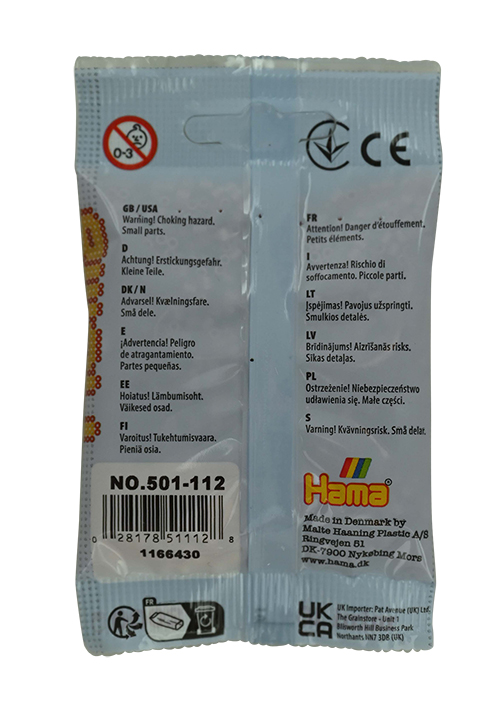 0-3
CE
GB / USA
Warning! Choking hazard.
Small parts.
D
Achtung! Erstickungsgefahr.
Kleine Teile.
DK / N
Advarsel! Kvælningsfare.
Små dele.
E
¡Advertencia! Peligro
de atragantamiento.
Partes pequeñas.
EE
Hoiatus! Lämbumisoht.
Väikesed osad.
FI
Varoitus! Tukehtumisvaara.
Pieniä osia.
FR
Attention! Danger d'étouffement.
Petits éléments.
I
Avvertenza! Rischio di
soffocamento. Piccole parti.
LT
Įspėjimas! Pavojus užspringti.
Smulkios detalės.
LV
Brīdinājums! Aizrīšanās risks.
Sīkas detaļas.
PL
Ostrzeżenie! Niebezpieczeństwo
udławienia się. Małe części.
S
Varning! Kvävningsrisk. Små delar.
NO.501-112
0 28178 51112 8
1166430
Hama®
Made in Denmark by
Malte Haaning Plastic A/S
Ringvejen 51
DK-7900 Nykøbing Mors
www.hama.dk
FR
UK
CA
UK Importer: Pat Avenue (UK) Ltd.
The Grainstore - Unit 1
Blisworth Hill Business Park
Northants NN7 3DB (UK)